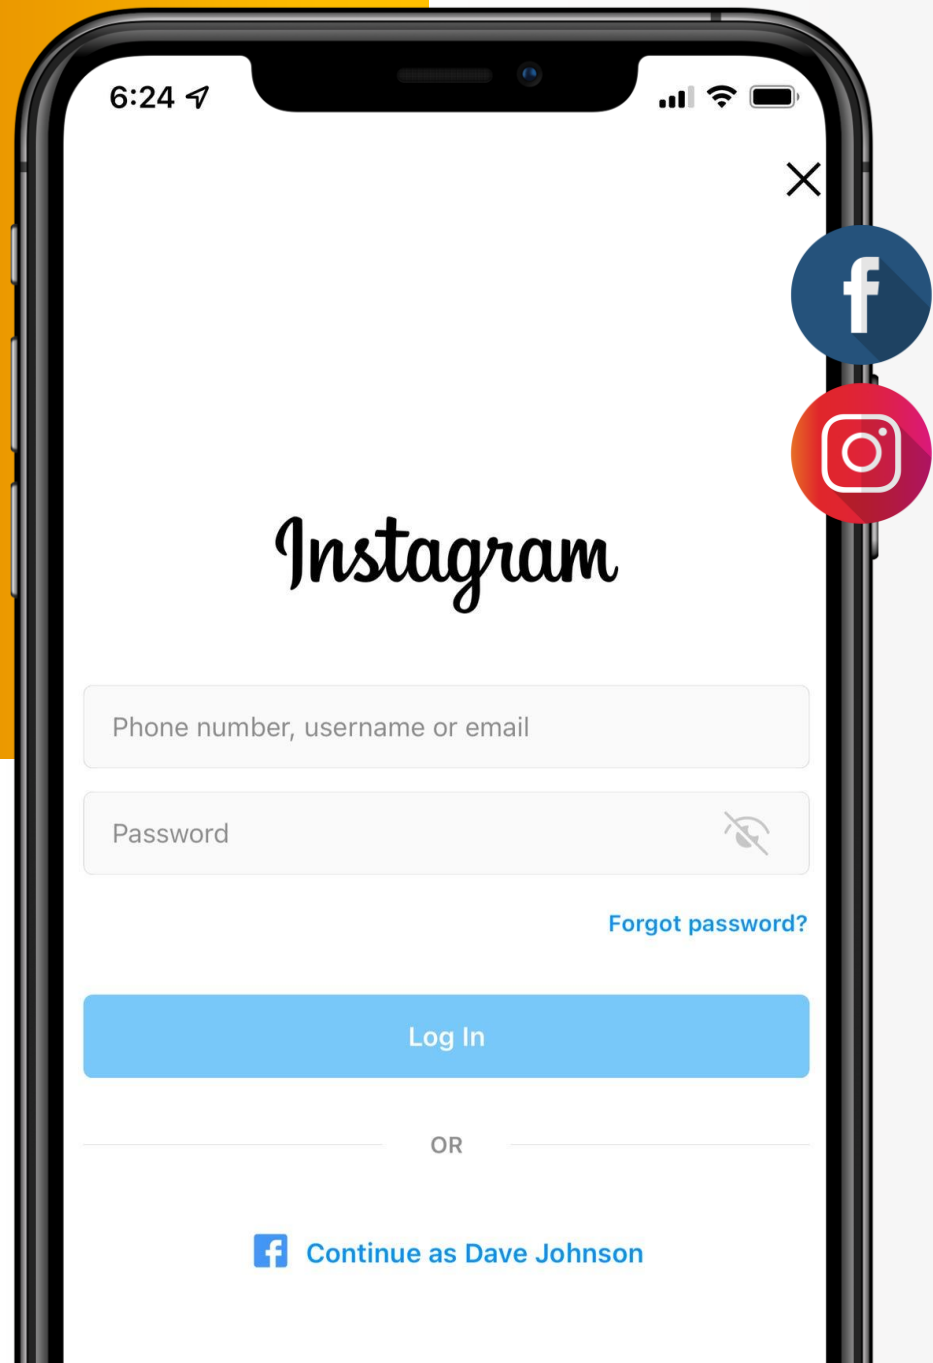 6:24
Instagram
Phone number, username or email
Password
Forgot password?
Log In
OR
Continue as Dave Johnson